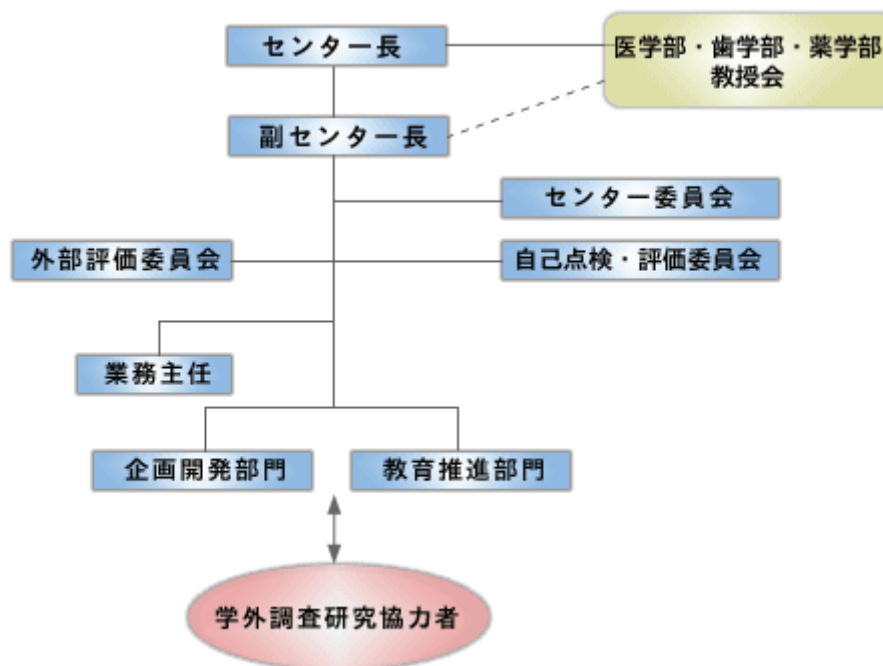 センター長
医学部・歯学部・薬学部
教授会
副センター長
センター委員会
外部評価委員会
自己点検・評価委員会
業務主任
企画開発部門
教育推進部門
学外調査研究協力者